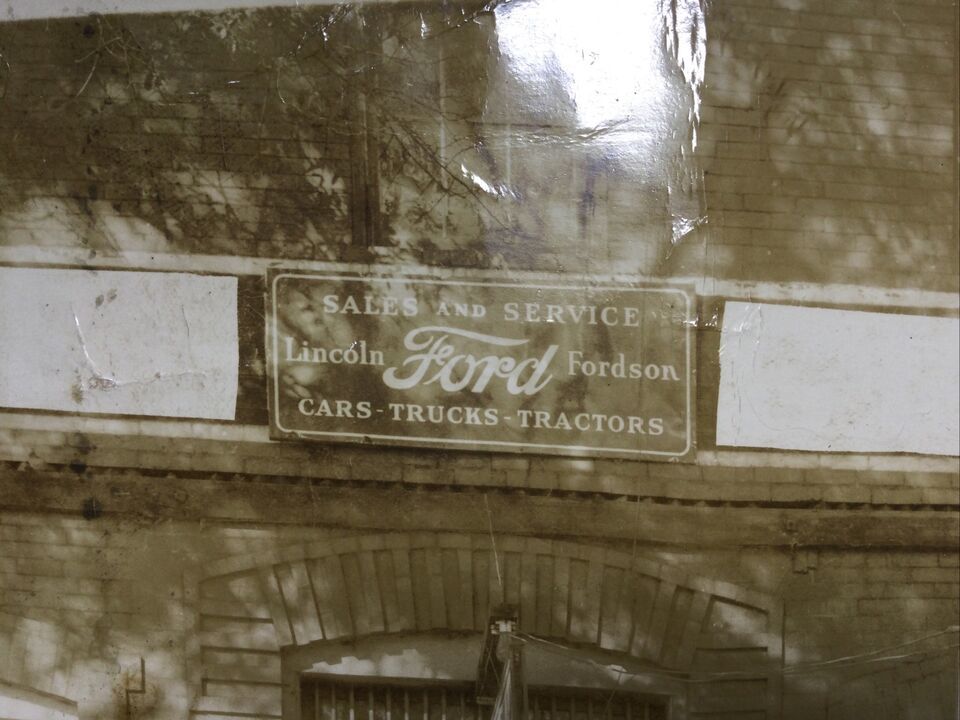 SALES AND SERVICE
Lincoln Ford Fordson
CARS-TRUCKS-TRACTORS